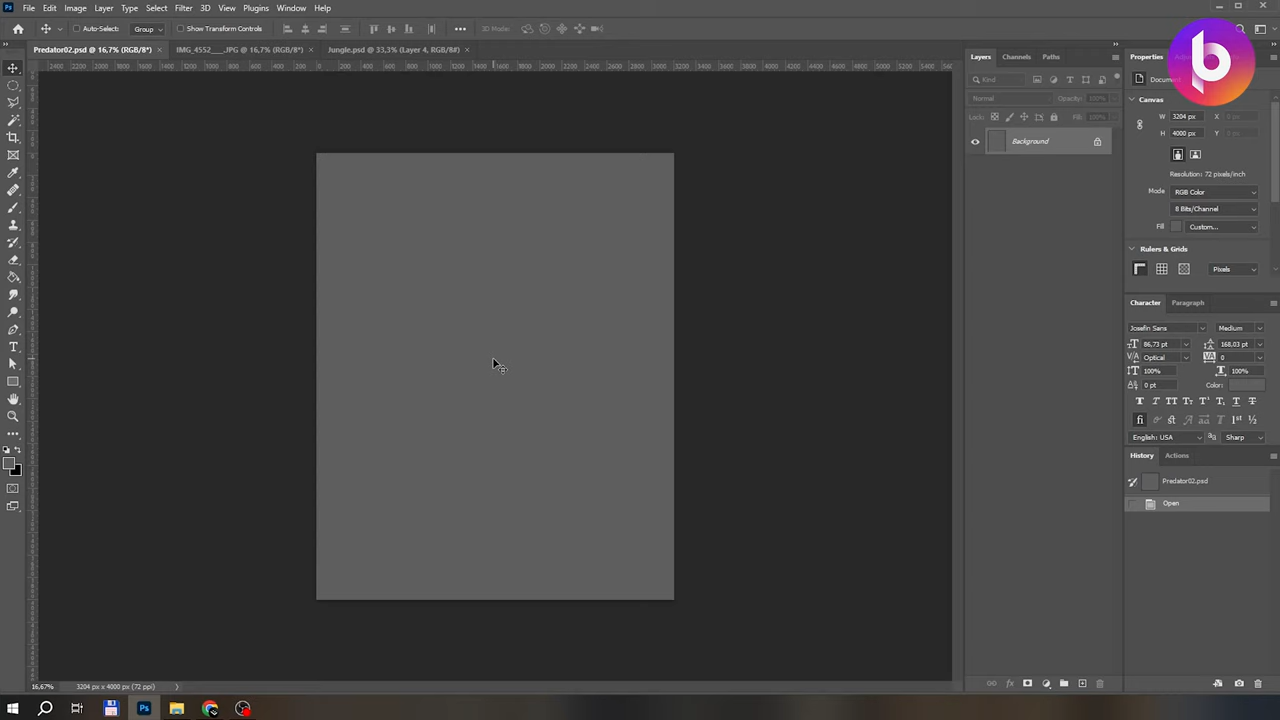 Ps File Edit Image Layer Type Select Filter 3D View Plugins Window Help
Auto-Select: Group Show Transform Controls 3D Mode:
Predator02.psd @ 16,7% (RGB/8*) × IMG_4552___.JPG @ 16,7% (RGB/8*) × Jungle.psd @ 33,3% (Layer 4, RGB/8#) ×
Layers Channels Paths
Kind
Normal Opacity: 100%
Lock: Fill: 100%
Background
Properties
b
Canvas
W 3204 px X 0 px
H 4000 px Y 0 px
Resolution: 72 pixels/inch
Mode RGB Color
8 Bits/Channel
Fill Custom...
Rulers & Grids
Pixels
Character Paragraph
Josefin Sans Medium
86,73 pt 168,03 pt
Optical 0
100% 100%
0 pt Color:
English: USA Sharp
History Actions
Predator02.psd
Open
16,67% 3204 px x 4000 px (72 ppi)
Ps